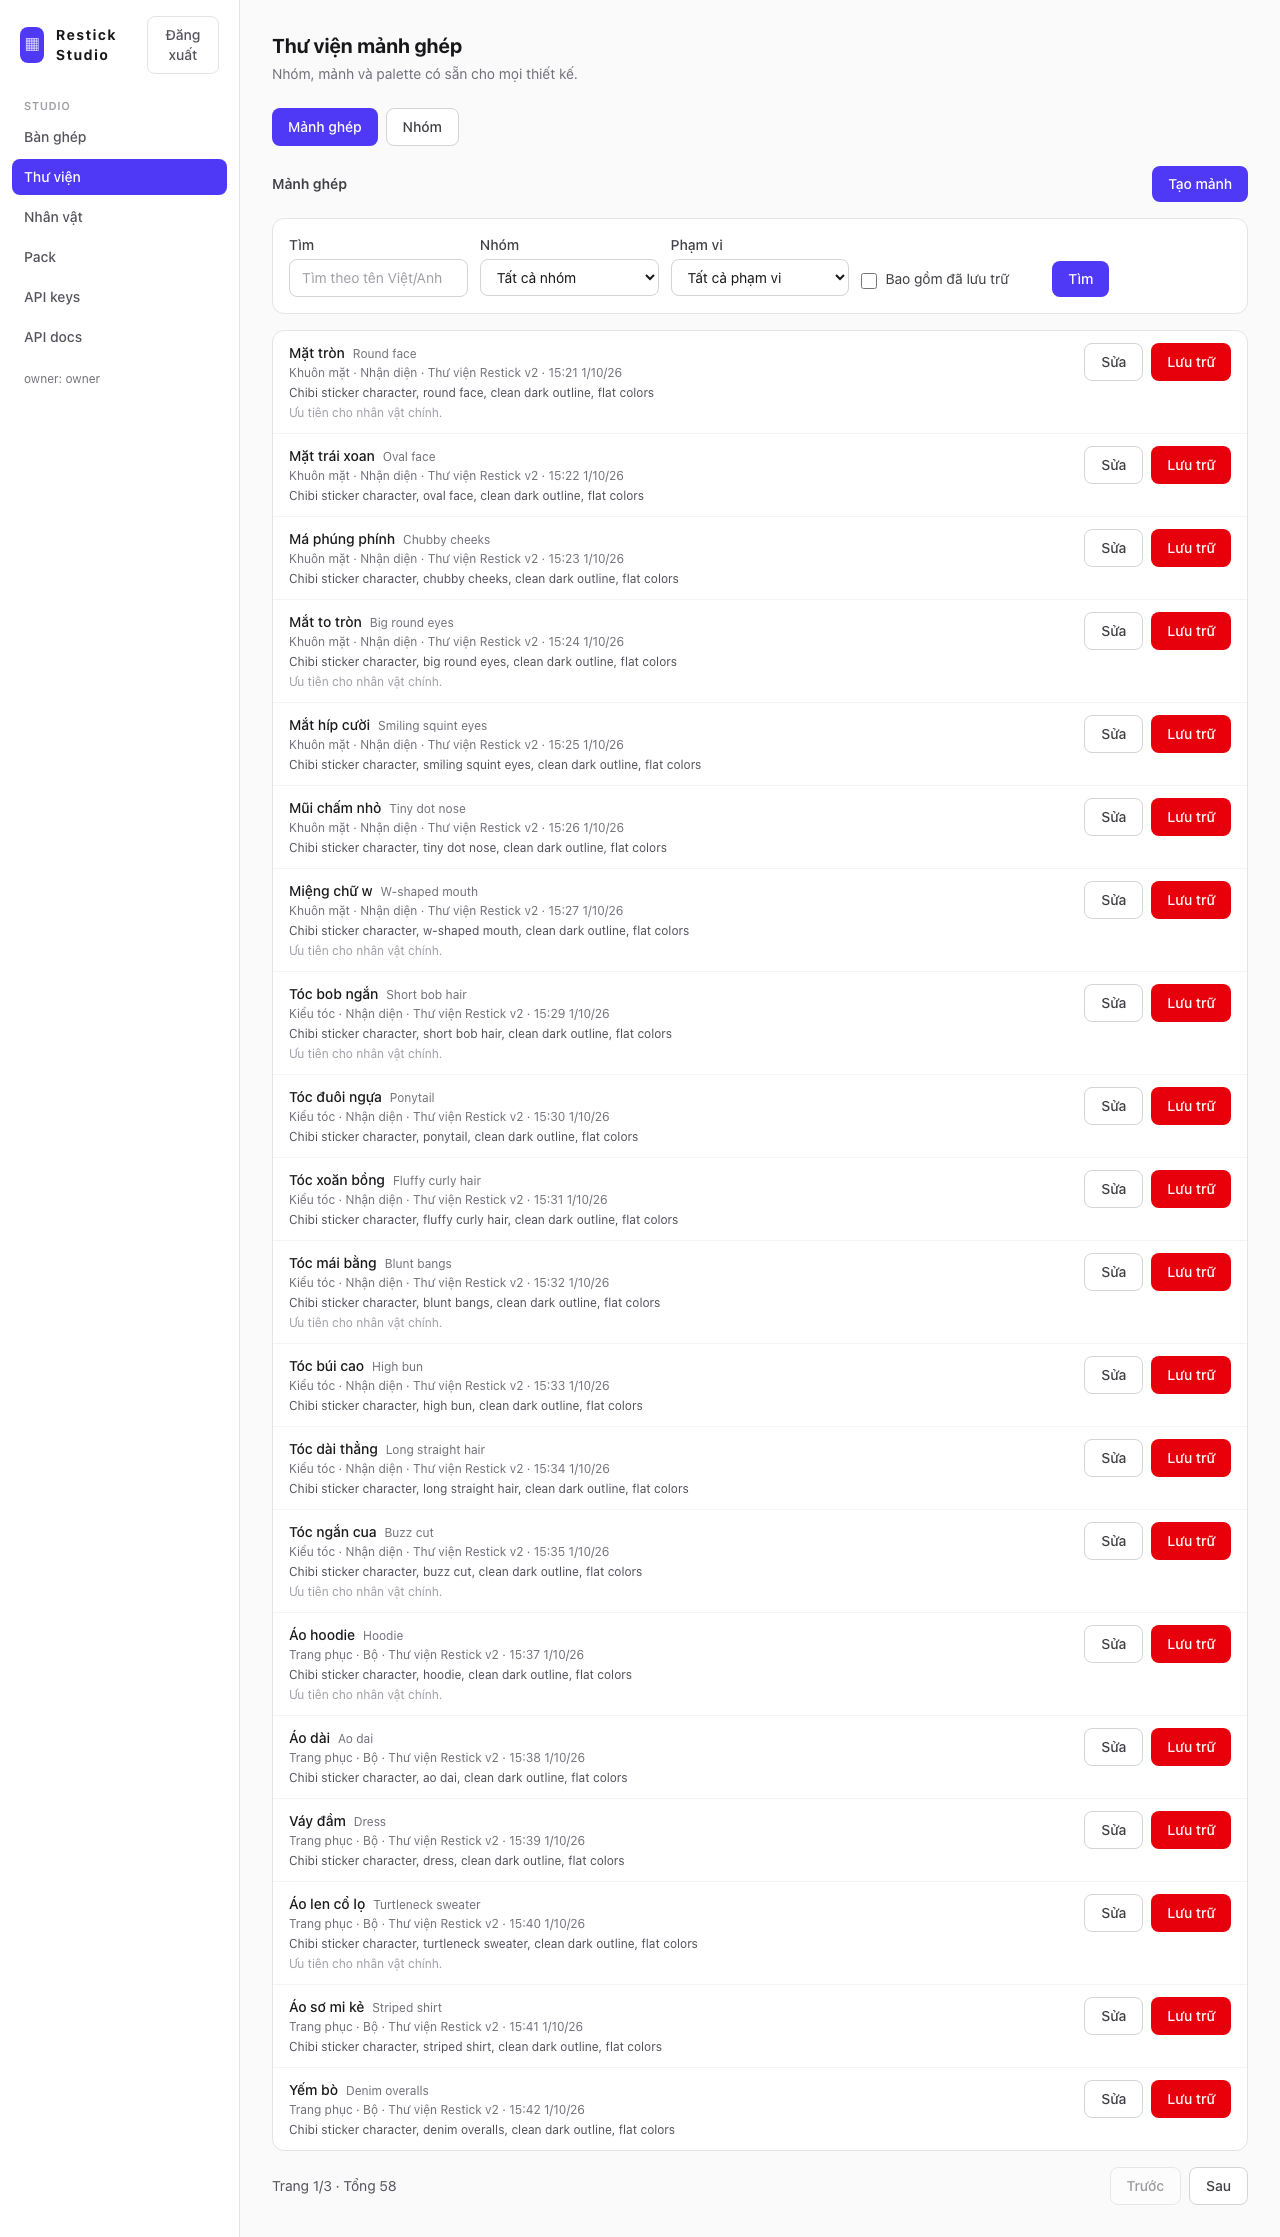 Restick
Studio
Đăng
xuất
STUDIO
Bàn ghép
Thư viện
Nhân vật
Pack
API keys
API docs
owner: owner
Thư viện mảnh ghép
Nhóm, mảnh và palette có sẵn cho mọi thiết kế.
Mảnh ghép Nhóm
Mảnh ghép Tạo mảnh
Tìm Nhóm Phạm vi
Tìm theo tên Việt/Anh Tất cả nhóm Tất cả phạm vi Bao gồm đã lưu trữ Tìm
Mặt tròn Round face Sửa Lưu trữ
Khuôn mặt · Nhận diện · Thư viện Restick v2 · 15:21 1/10/26
Chibi sticker character, round face, clean dark outline, flat colors
Ưu tiên cho nhân vật chính.
Mặt trái xoan Oval face Sửa Lưu trữ
Khuôn mặt · Nhận diện · Thư viện Restick v2 · 15:22 1/10/26
Chibi sticker character, oval face, clean dark outline, flat colors
Má phúng phính Chubby cheeks Sửa Lưu trữ
Khuôn mặt · Nhận diện · Thư viện Restick v2 · 15:23 1/10/26
Chibi sticker character, chubby cheeks, clean dark outline, flat colors
Mắt to tròn Big round eyes Sửa Lưu trữ
Khuôn mặt · Nhận diện · Thư viện Restick v2 · 15:24 1/10/26
Chibi sticker character, big round eyes, clean dark outline, flat colors
Ưu tiên cho nhân vật chính.
Mắt híp cười Smiling squint eyes Sửa Lưu trữ
Khuôn mặt · Nhận diện · Thư viện Restick v2 · 15:25 1/10/26
Chibi sticker character, smiling squint eyes, clean dark outline, flat colors
Mũi chấm nhỏ Tiny dot nose Sửa Lưu trữ
Khuôn mặt · Nhận diện · Thư viện Restick v2 · 15:26 1/10/26
Chibi sticker character, tiny dot nose, clean dark outline, flat colors
Miệng chữ w W-shaped mouth Sửa Lưu trữ
Khuôn mặt · Nhận diện · Thư viện Restick v2 · 15:27 1/10/26
Chibi sticker character, w-shaped mouth, clean dark outline, flat colors
Ưu tiên cho nhân vật chính.
Tóc bob ngắn Short bob hair Sửa Lưu trữ
Kiểu tóc · Nhận diện · Thư viện Restick v2 · 15:29 1/10/26
Chibi sticker character, short bob hair, clean dark outline, flat colors
Ưu tiên cho nhân vật chính.
Tóc đuôi ngựa Ponytail Sửa Lưu trữ
Kiểu tóc · Nhận diện · Thư viện Restick v2 · 15:30 1/10/26
Chibi sticker character, ponytail, clean dark outline, flat colors
Tóc xoăn bồng Fluffy curly hair Sửa Lưu trữ
Kiểu tóc · Nhận diện · Thư viện Restick v2 · 15:31 1/10/26
Chibi sticker character, fluffy curly hair, clean dark outline, flat colors
Tóc mái bằng Blunt bangs Sửa Lưu trữ
Kiểu tóc · Nhận diện · Thư viện Restick v2 · 15:32 1/10/26
Chibi sticker character, blunt bangs, clean dark outline, flat colors
Ưu tiên cho nhân vật chính.
Tóc búi cao High bun Sửa Lưu trữ
Kiểu tóc · Nhận diện · Thư viện Restick v2 · 15:33 1/10/26
Chibi sticker character, high bun, clean dark outline, flat colors
Tóc dài thẳng Long straight hair Sửa Lưu trữ
Kiểu tóc · Nhận diện · Thư viện Restick v2 · 15:34 1/10/26
Chibi sticker character, long straight hair, clean dark outline, flat colors
Tóc ngắn cua Buzz cut Sửa Lưu trữ
Kiểu tóc · Nhận diện · Thư viện Restick v2 · 15:35 1/10/26
Chibi sticker character, buzz cut, clean dark outline, flat colors
Ưu tiên cho nhân vật chính.
Áo hoodie Hoodie Sửa Lưu trữ
Trang phục · Bộ · Thư viện Restick v2 · 15:37 1/10/26
Chibi sticker character, hoodie, clean dark outline, flat colors
Ưu tiên cho nhân vật chính.
Áo dài Ao dai Sửa Lưu trữ
Trang phục · Bộ · Thư viện Restick v2 · 15:38 1/10/26
Chibi sticker character, ao dai, clean dark outline, flat colors
Váy đầm Dress Sửa Lưu trữ
Trang phục · Bộ · Thư viện Restick v2 · 15:39 1/10/26
Chibi sticker character, dress, clean dark outline, flat colors
Áo len cổ lọ Turtleneck sweater Sửa Lưu trữ
Trang phục · Bộ · Thư viện Restick v2 · 15:40 1/10/26
Chibi sticker character, turtleneck sweater, clean dark outline, flat colors
Ưu tiên cho nhân vật chính.
Áo sơ mi kẻ Striped shirt Sửa Lưu trữ
Trang phục · Bộ · Thư viện Restick v2 · 15:41 1/10/26
Chibi sticker character, striped shirt, clean dark outline, flat colors
Yếm bò Denim overalls Sửa Lưu trữ
Trang phục · Bộ · Thư viện Restick v2 · 15:42 1/10/26
Chibi sticker character, denim overalls, clean dark outline, flat colors
Trang 1/3 · Tổng 58 Trước Sau